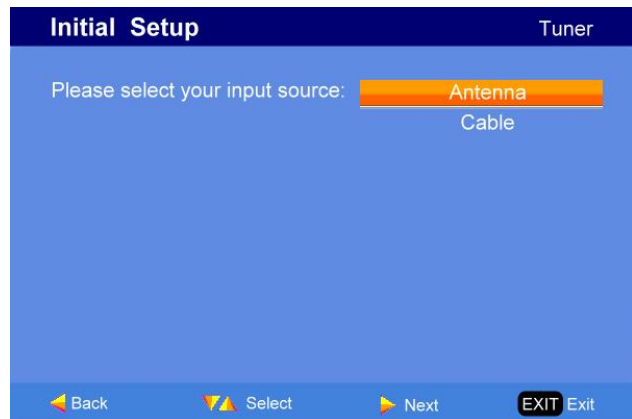 Initial Setup Tuner
Please select your input source: Antenna
Cable
Back Select Next EXIT Exit